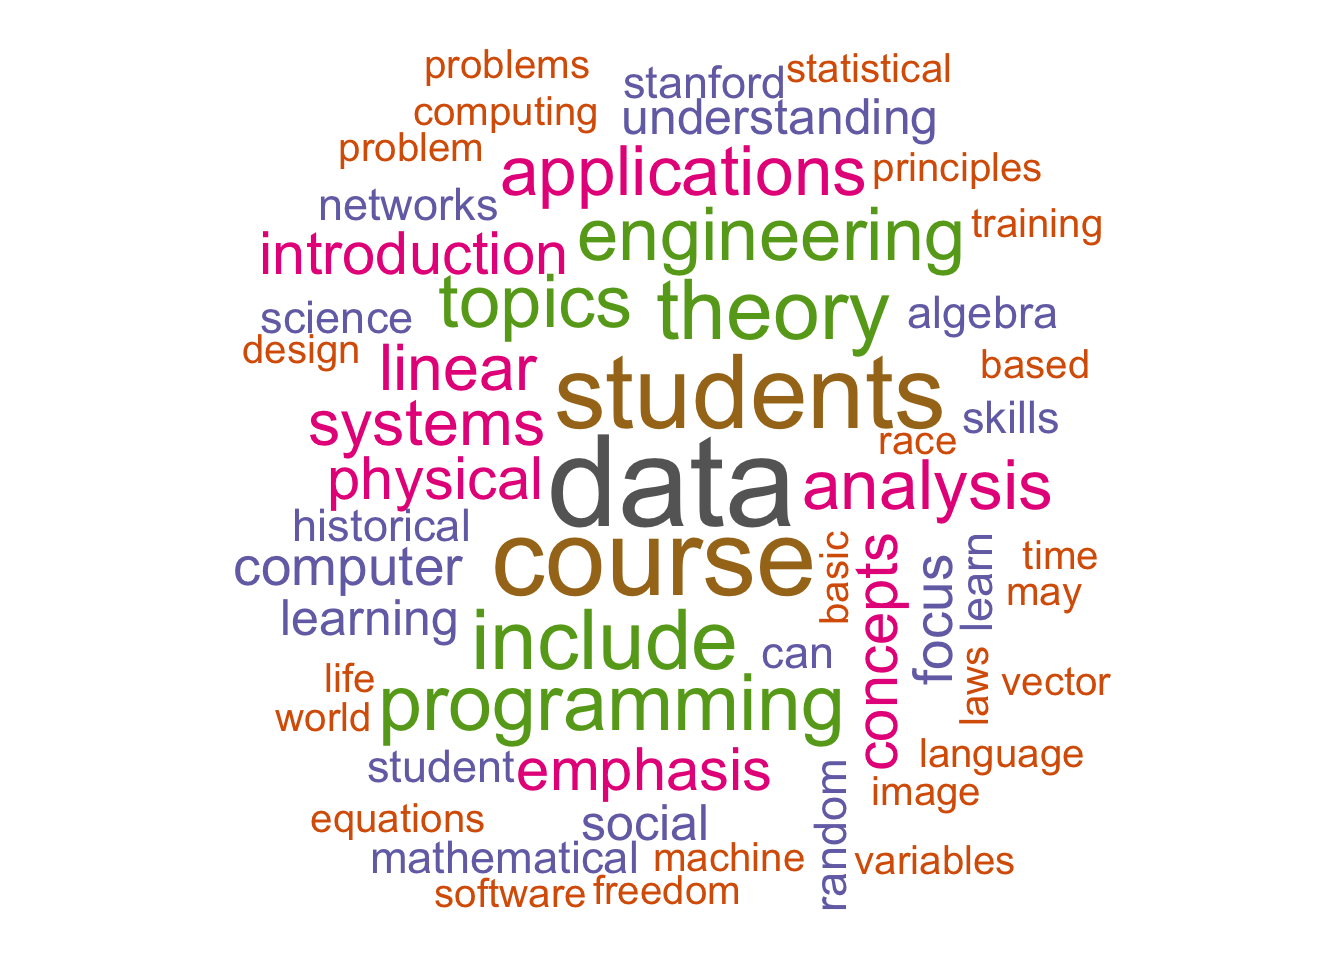 problems
stanford
statistical
computing
understanding
problem
applications
principles
networks
engineering
training
introduction
topics
theory
algebra
science
design
linear
students
based
systems
skills
race
physical
data
analysis
historical
course
basic
concepts
focus
learn
time
computer
may
learning
include
can
laws
life
vector
world
programming
student
emphasis
language
random
image
equations
social
mathematical
machine
variables
software
freedom